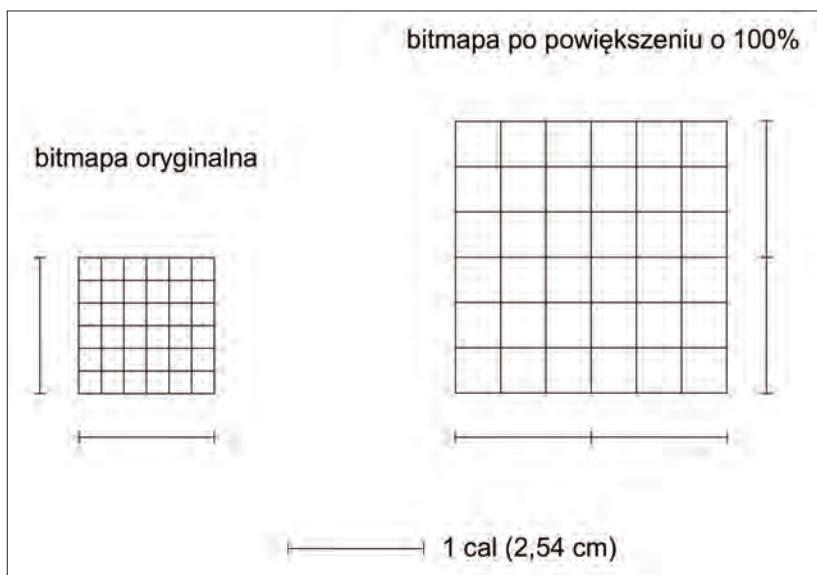 bitmapa po powiększeniu o 100%
bitmapa oryginalna
1 cal (2,54 cm)